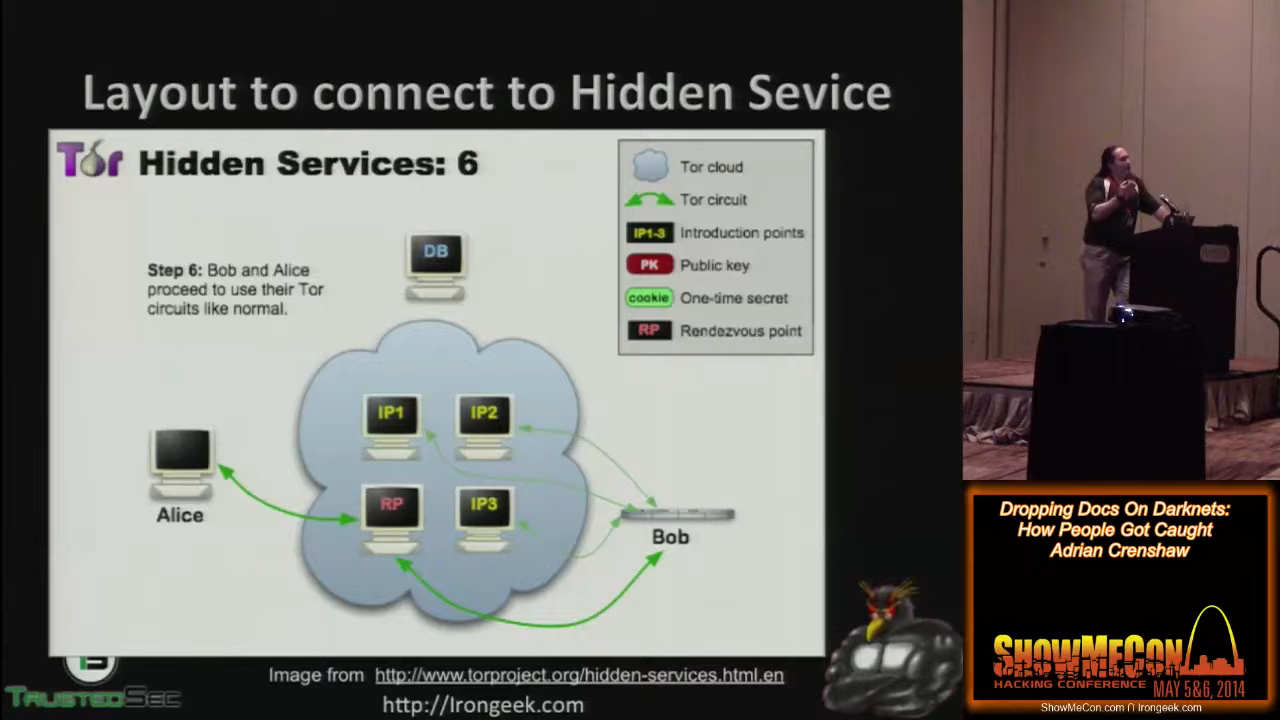 Layout to connect to Hidden Sevice
Tor Hidden Services: 6
Tor cloud
Tor circuit
IP1-3 Introduction points
PK Public key
cookie One-time secret
RP Rendezvous point
DB
Step 6: Bob and Alice
proceed to use their Tor
circuits like normal.
IP1
IP2
RP
IP3
Alice
Bob
Image from http://www.torproject.org/hidden-services.html.en
http://Irongeek.com
TRUSTEDSEC
Dropping Docs On Darknets:
How People Got Caught
Adrian Crenshaw
SHOWMECON
HACKING CONFERENCE MAY 5&6, 2014
ShowMeCon.com ∩ Irongeek.com